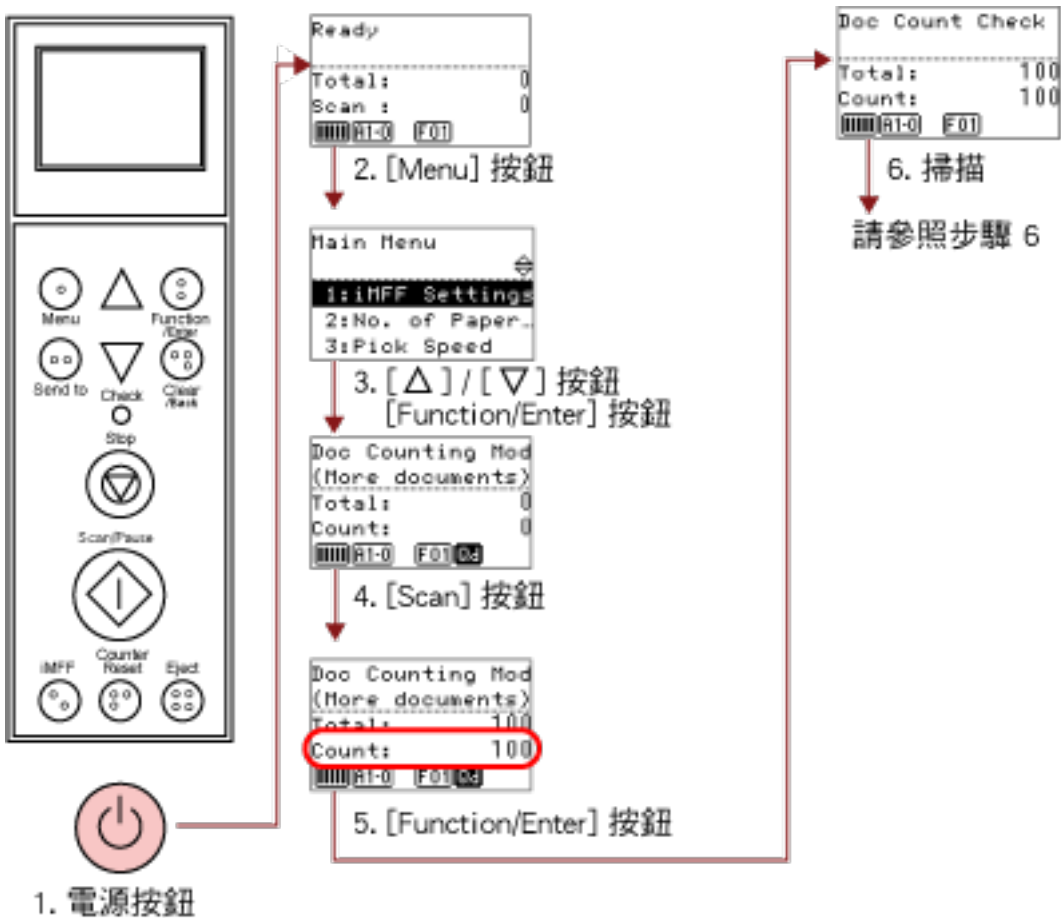 Menu
Function
/Enter
Send to
Check
Clear
/Back
Stop
Scan/Pause
iMFF
Counter
Reset
Eject
1. 電源按鈕
Ready
Total: 0
Scan : 0
A1-0 F01
2. [Menu] 按鈕
Main Menu
1:iMFF Settings
2:No. of Paper…
3:Pick Speed
3. [△] / [▽] 按鈕
[Function/Enter] 按鈕
Doc Counting Mod
(More documents)
Total: 0
Count: 0
A1-0 F01
4. [Scan] 按鈕
Doc Counting Mod
(More documents)
Total: 100
Count: 100
A1-0 F01
5. [Function/Enter] 按鈕
Doc Count Check
Total: 100
Count: 100
A1-0 F01
6. 掃描
請參照步驟 6